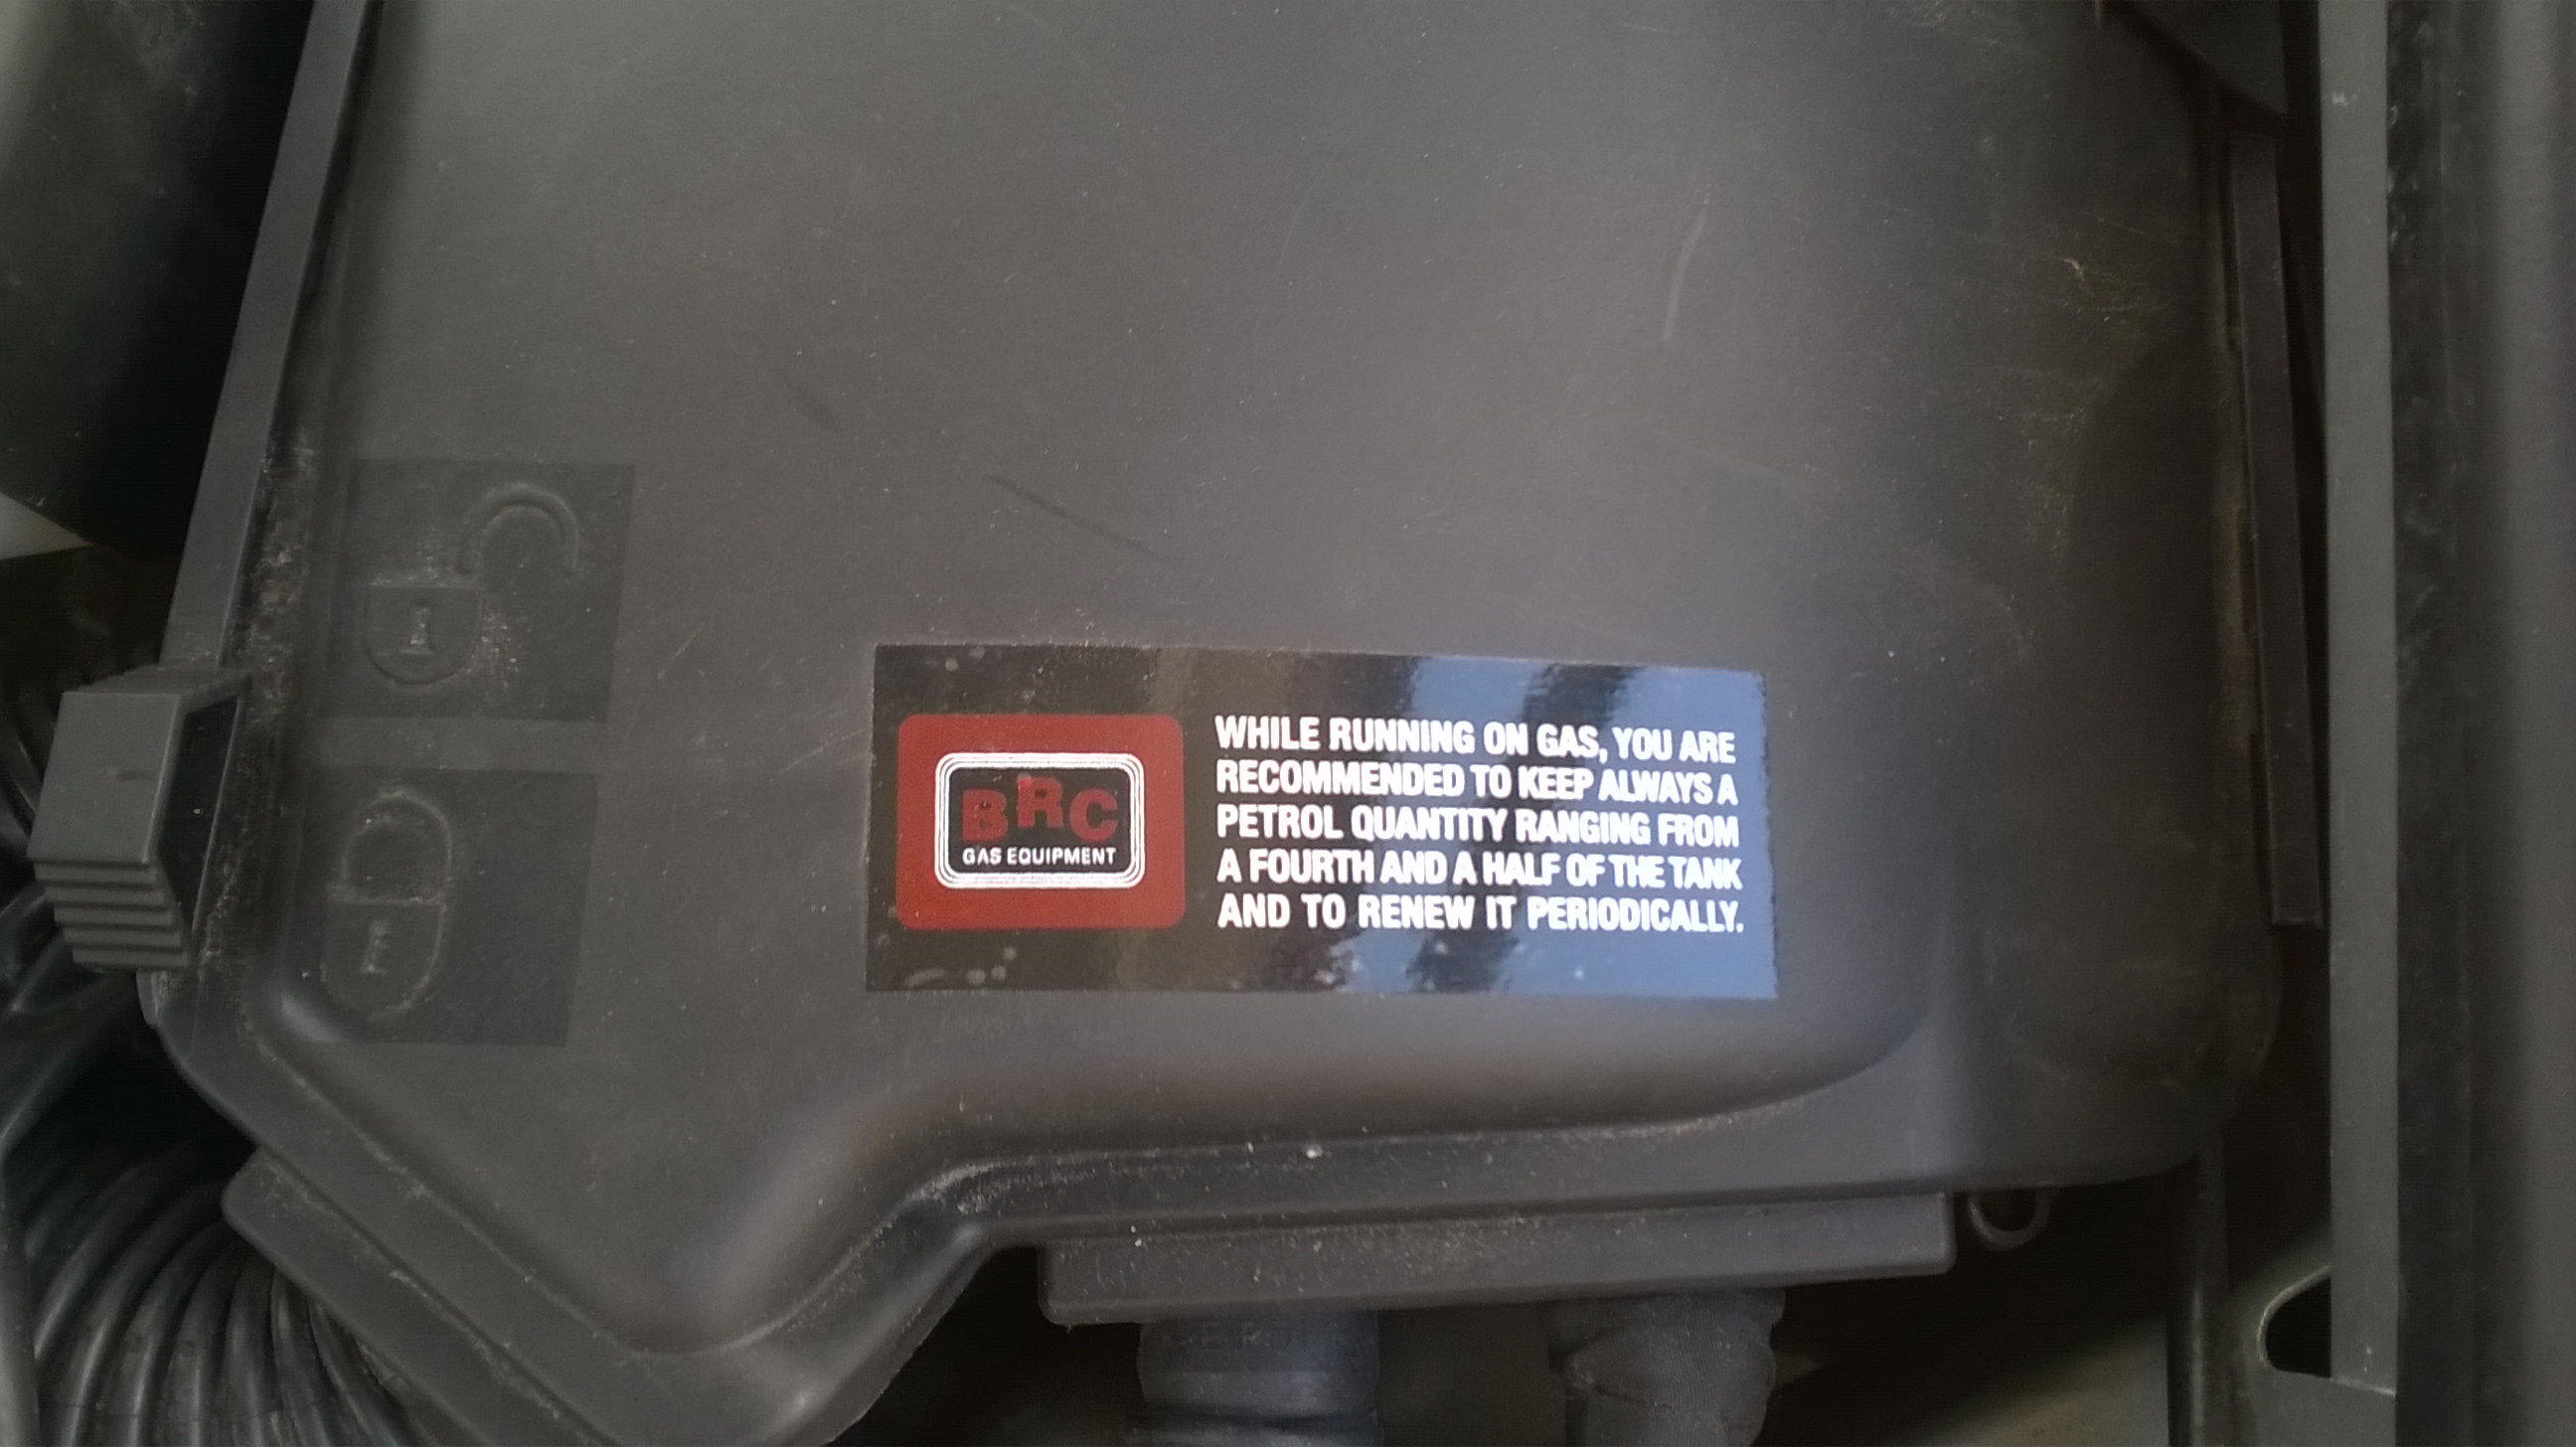 BRC
GAS EQUIPMENT
WHILE RUNNING ON GAS, YOU ARE
RECOMMENDED TO KEEP ALWAYS A
PETROL QUANTITY RANGING FROM
A FOURTH AND A HALF OF THE TANK
AND TO RENEW IT PERIODICALLY.